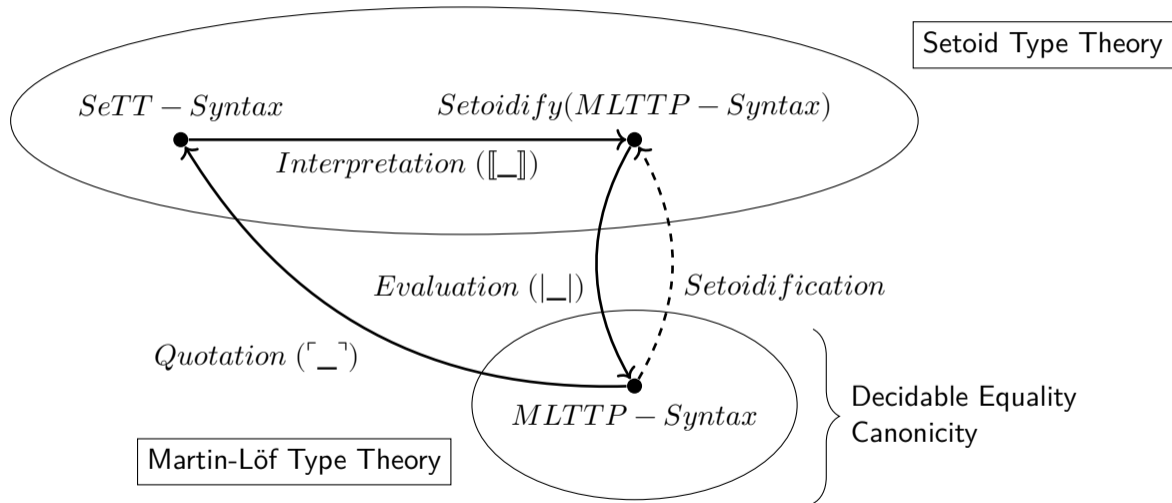 Setoid Type Theory
SeTT − Syntax
Setoidify(MLTTP − Syntax)
Interpretation (⟦_⟧)
Evaluation (|_|)
Setoidification
Quotation (⌜_⌝)
MLTTP − Syntax
Decidable Equality
Canonicity
Martin-Löf Type Theory